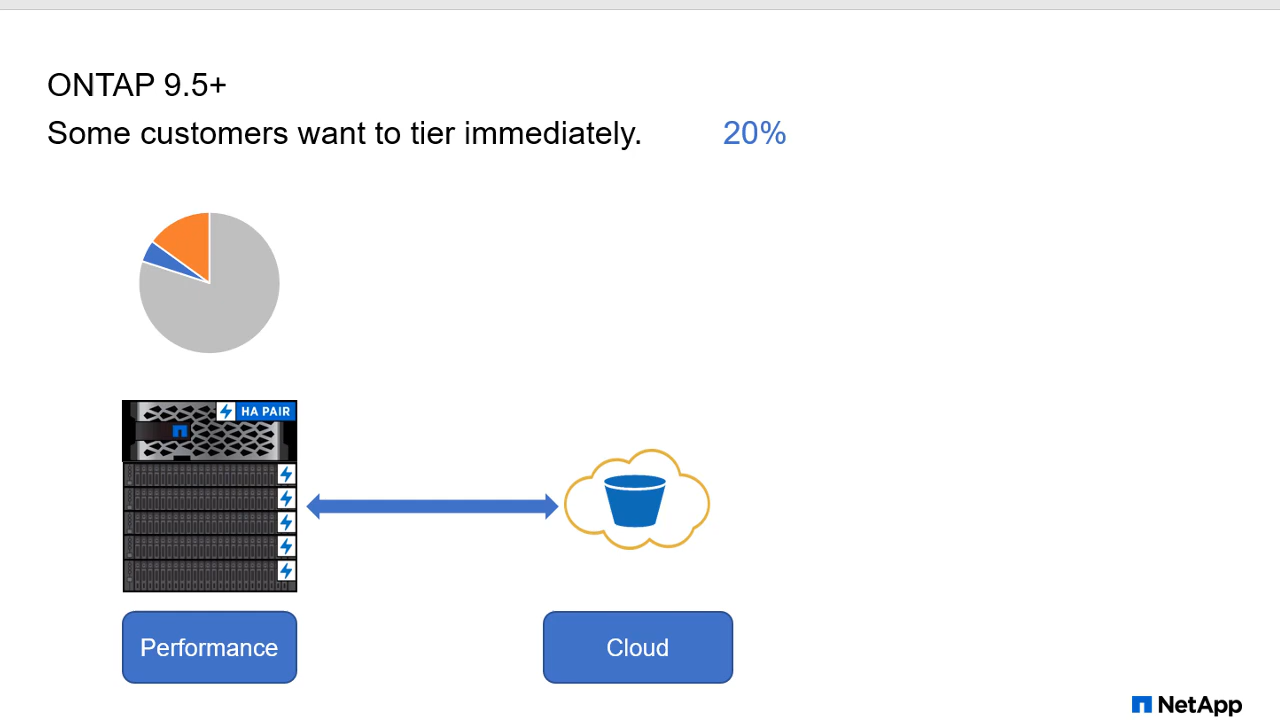 ONTAP 9.5+
Some customers want to tier immediately. 20%
HA PAIR
Performance
Cloud
NetApp